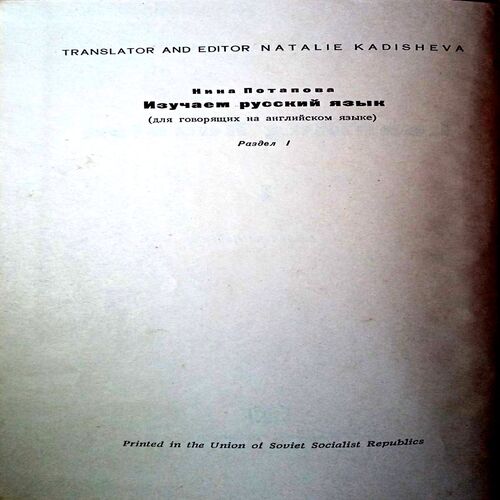 TRANSLATOR AND EDITOR NATALIE KADISHEVA
Нина Потапова
Изучаем русский язык
(для говорящих на английском языке)
Раздел I
Printed in the Union of Soviet Socialist Republics